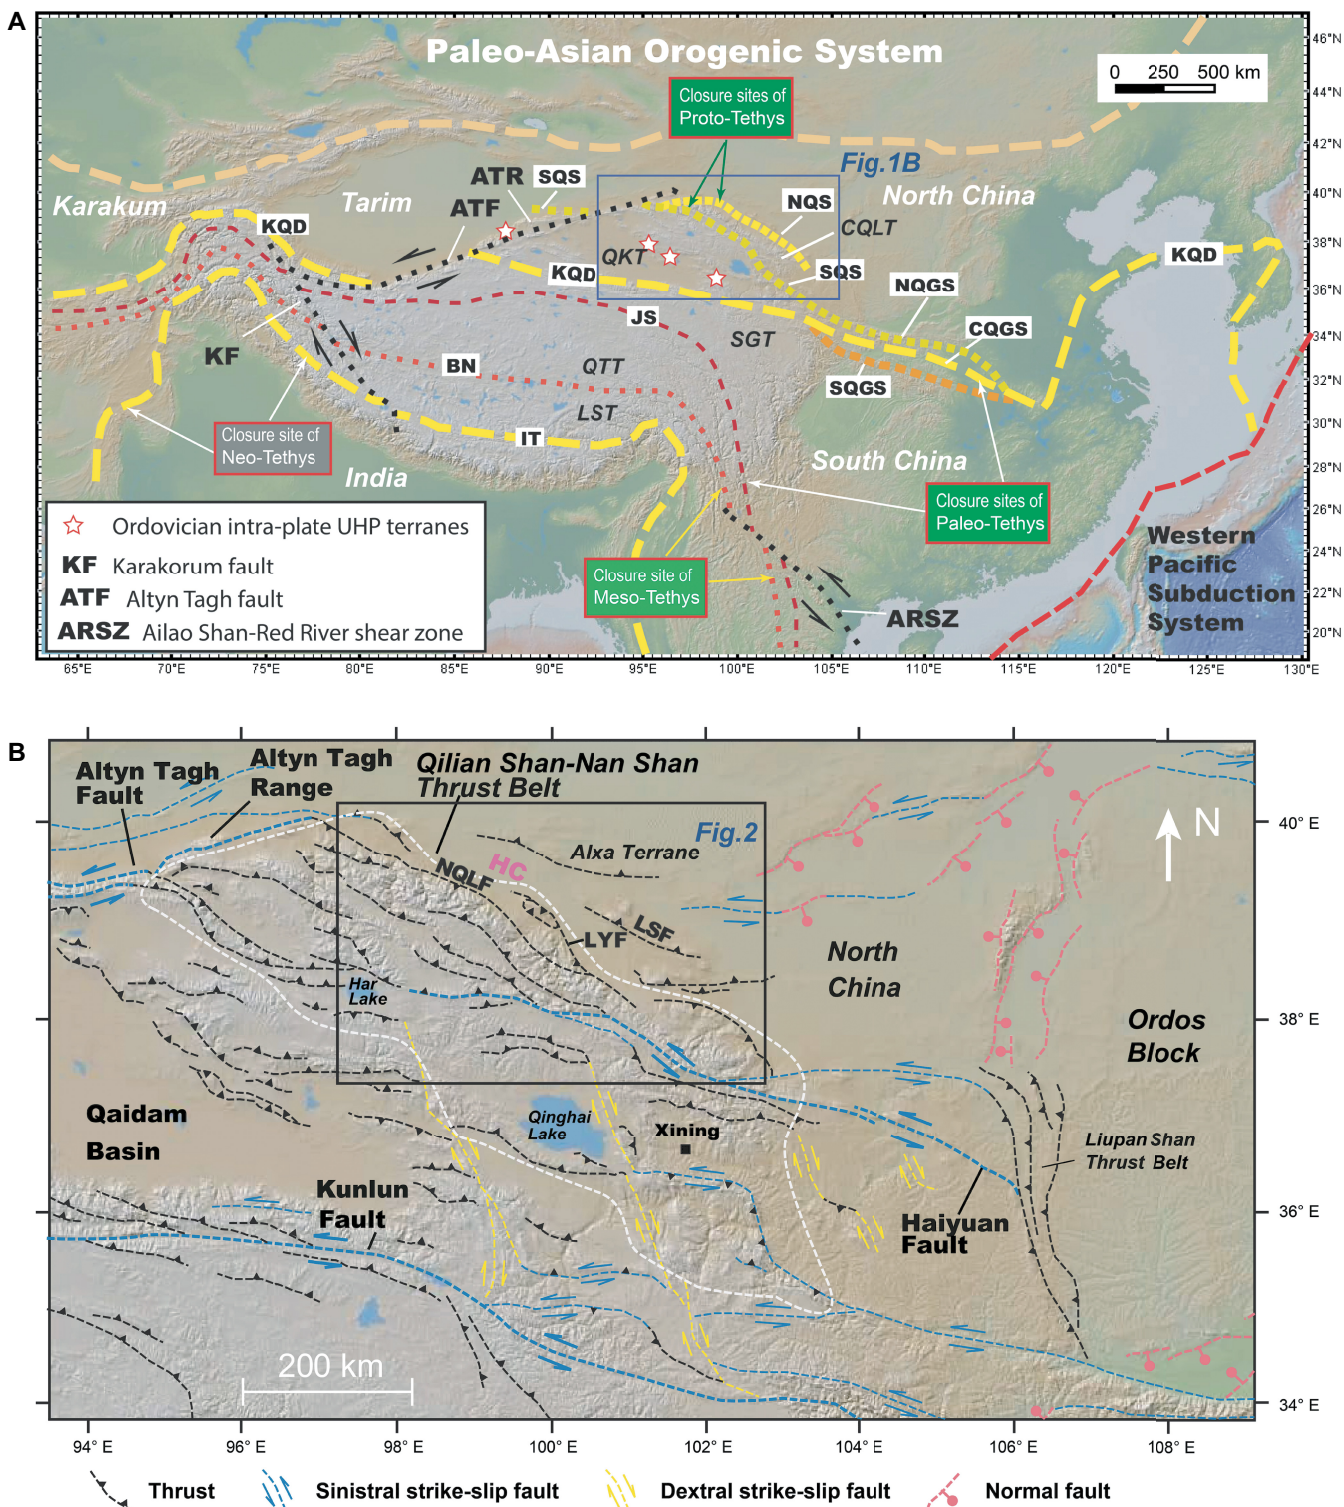 A
Paleo-Asian Orogenic System
0 250 500 km
Closure sites of
Proto-Tethys
Fig.1B
ATR
SQS
ATF
Karakum
Tarim
North China
NQS
CQLT
KQD
QKT
KQD
SQS
KQD
NQGS
JS
CQGS
SGT
KF
BN
QTT
SQGS
LST
Closure site of
Neo-Tethys
IT
India
South China
Closure sites of
Paleo-Tethys
Closure site of
Meso-Tethys
ARSZ
Western
Pacific
Subduction
System
Ordovician intra-plate UHP terranes
KF Karakorum fault
ATF Altyn Tagh fault
ARSZ Ailao Shan-Red River shear zone
46°N
44°N
42°N
40°N
38°N
36°N
34°N
32°N
30°N
28°N
26°N
24°N
22°N
20°N
65°E 70°E 75°E 80°E 85°E 90°E 95°E 100°E 105°E 110°E 115°E 120°E 125°E 130°E
B
Altyn Tagh
Fault
Altyn Tagh
Range
Qilian Shan-Nan Shan
Thrust Belt
Fig.2
N
Alxa Terrane
HC
NQLF
LSF
LYF
North
China
Har
Lake
Ordos
Block
Qaidam
Basin
Qinghai
Lake
Xining
Liupan Shan
Thrust Belt
Kunlun
Fault
Haiyuan
Fault
200 km
40° E
38° E
36° E
34° E
94° E 96° E 98° E 100° E 102° E 104° E 106° E 108° E
Thrust
Sinistral strike-slip fault
Dextral strike-slip fault
Normal fault